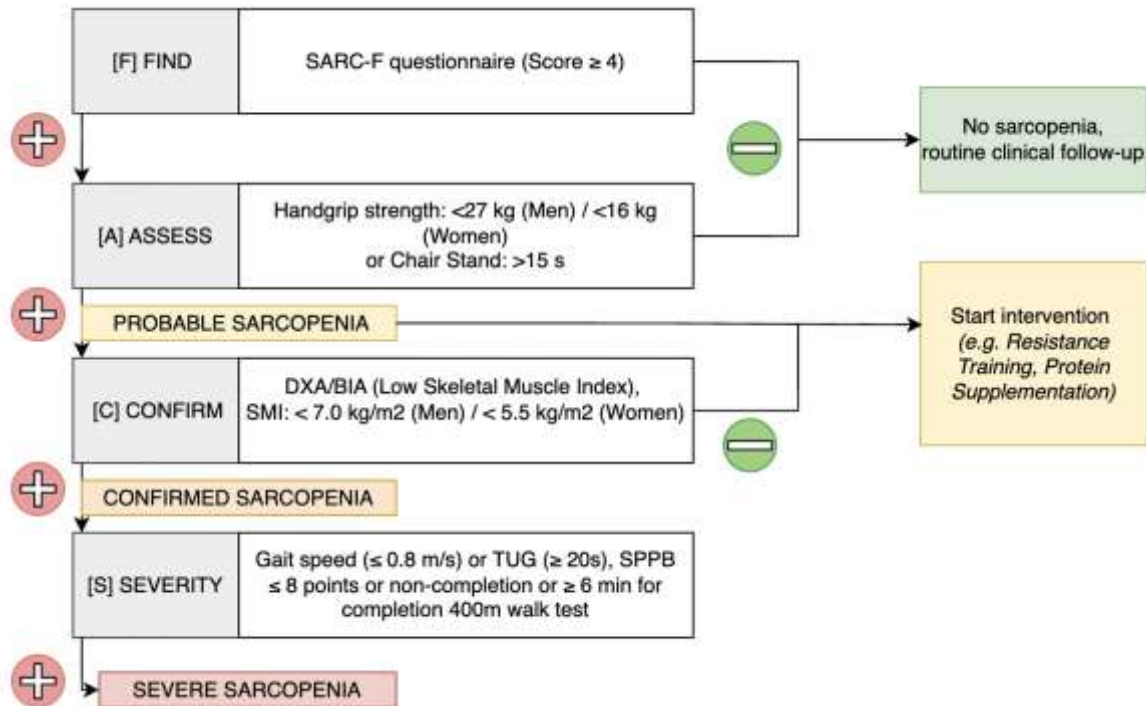 [F] FIND
SARC-F questionnaire (Score ≥ 4)
No sarcopenia,
routine clinical follow-up
[A] ASSESS
Handgrip strength: <27 kg (Men) / <16 kg
(Women)
or Chair Stand: >15 s
PROBABLE SARCOPENIA
Start intervention
(e.g. Resistance
Training, Protein
Supplementation)
[C] CONFIRM
DXA/BIA (Low Skeletal Muscle Index),
SMI: < 7.0 kg/m2 (Men) / < 5.5 kg/m2 (Women)
CONFIRMED SARCOPENIA
[S] SEVERITY
Gait speed (≤ 0.8 m/s) or TUG (≥ 20s), SPPB
≤ 8 points or non-completion or ≥ 6 min for
completion 400m walk test
SEVERE SARCOPENIA